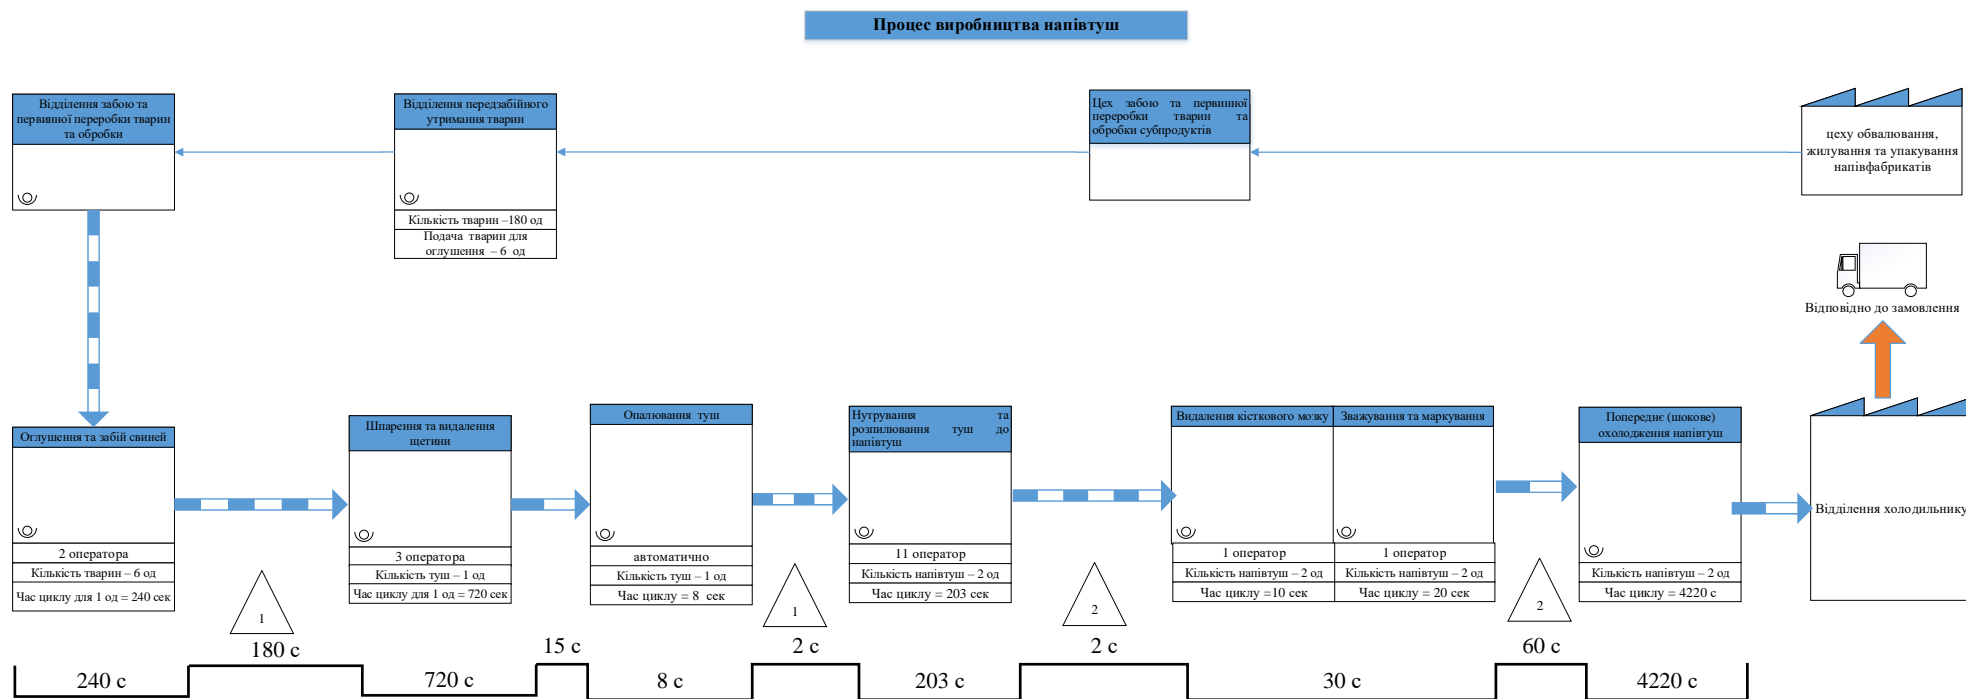 Процес виробництва напівтуш
Відділення забою та
первинної переробки тварин
та обробки
Відділення передзабійного
утримання тварин
Кількість тварин –180 од
Подача тварин для
оглушення – 6 од
Цех забою та первинної
переробки тварин та
обробки субпродуктів
цеху обвалювання,
жилування та упакування
напівфабрикатів
Відповідно до замовлення
Оглушення та забій свиней
2 оператора
Кількість тварин – 6 од
Час циклу для 1 од = 240 сек
1
Шпарення та видалення
щетини
3 оператора
Кількість туш – 1 од
Час циклу для 1 од = 720 сек
Опалювання туш
автоматично
Кількість туш – 1 од
Час циклу = 8 сек
1
Нутрування та
розпилювання туш до
напівтуш
11 оператор
Кількість напівтуш – 2 од
Час циклу = 203 сек
2
Видалення кісткового мозку
1 оператор
Кількість напівтуш – 2 од
Час циклу =10 сек
Зважування та маркування
1 оператор
Кількість напівтуш – 2 од
Час циклу = 20 сек
2
Попереднє (шокове)
охолодження напівтуш
Кількість напівтуш – 2 од
Час циклу = 4220 с
Відділення холодильнику
240 с
180 с
720 с
15 с
8 с
2 с
203 с
2 с
30 с
60 с
4220 с